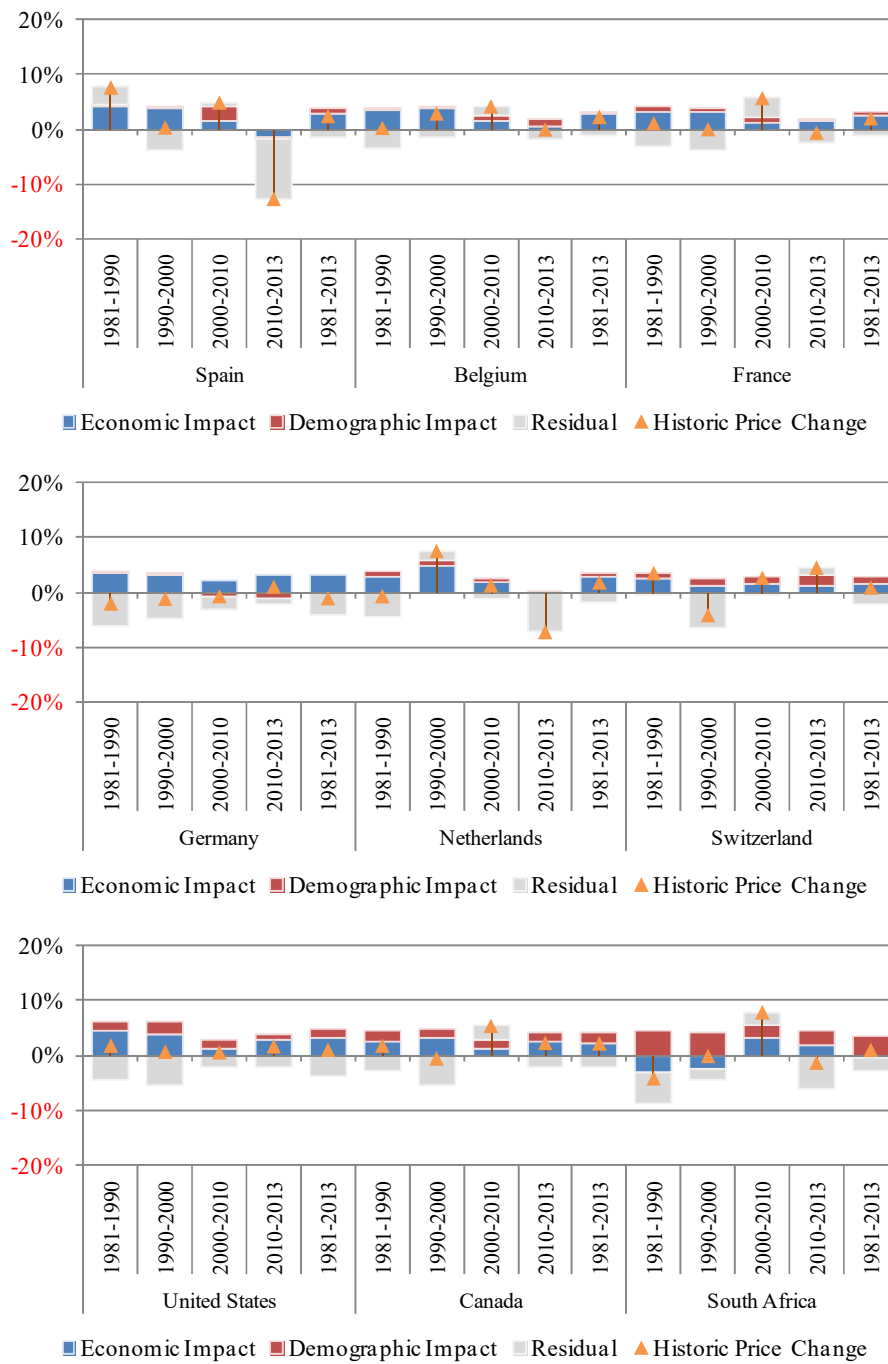 20%
10%
0%
-10%
-20%
1981-1990 1990-2000 2000-2010 2010-2013 1981-2013 1981-1990 1990-2000 2000-2010 2010-2013 1981-2013 1981-1990 1990-2000 2000-2010 2010-2013 1981-2013
Spain Belgium France
Economic Impact Demographic Impact Residual Historic Price Change
20%
10%
0%
-10%
-20%
1981-1990 1990-2000 2000-2010 2010-2013 1981-2013 1981-1990 1990-2000 2000-2010 2010-2013 1981-2013 1981-1990 1990-2000 2000-2010 2010-2013 1981-2013
Germany Netherlands Switzerland
Economic Impact Demographic Impact Residual Historic Price Change
20%
10%
0%
-10%
-20%
1981-1990 1990-2000 2000-2010 2010-2013 1981-2013 1981-1990 1990-2000 2000-2010 2010-2013 1981-2013 1981-1990 1990-2000 2000-2010 2010-2013 1981-2013
United States Canada South Africa
Economic Impact Demographic Impact Residual Historic Price Change